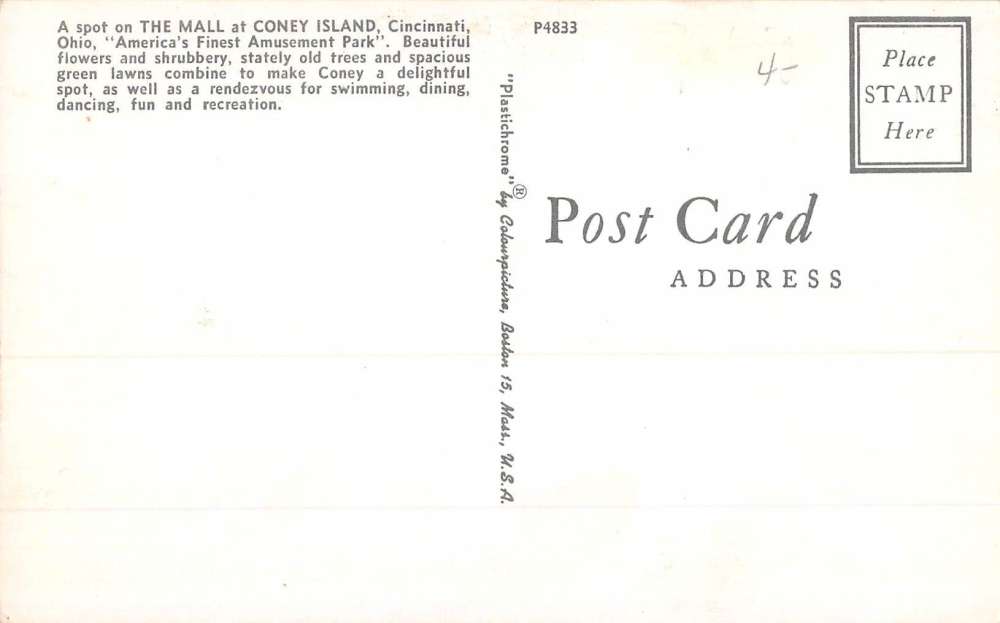 A spot on THE MALL at CONEY ISLAND, Cincinnati,
Ohio, "America's Finest Amusement Park". Beautiful
flowers and shrubbery, stately old trees and spacious
green lawns combine to make Coney a delightful
spot, as well as a rendezvous for swimming, dining,
dancing, fun and recreation.
"Plastichrome"® by Colourpicture, Boston 15, Mass., U.S.A.
P4833
4-
Place
STAMP
Here
Post Card
ADDRESS